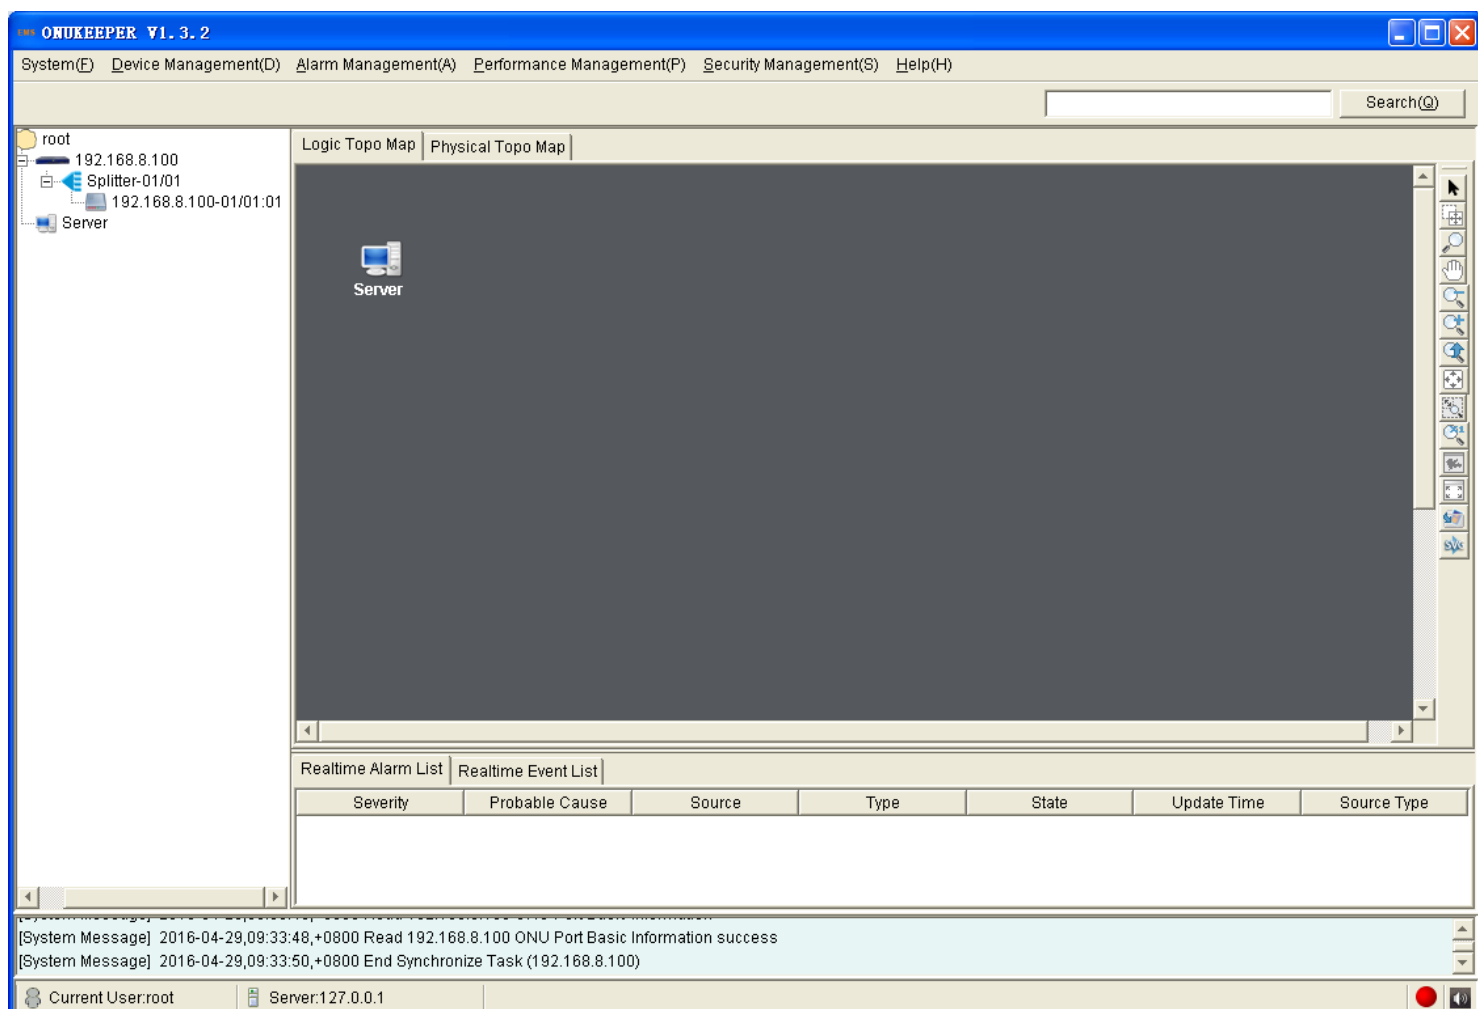 EMS ONUKEEPER V1.3.2
System(F) Device Management(D) Alarm Management(A) Performance Management(P) Security Management(S) Help(H)
Search(Q)
root
192.168.8.100
Splitter-01/01
192.168.8.100-01/01:01
Server
Logic Topo Map Physical Topo Map
Server
Realtime Alarm List Realtime Event List
Severity Probable Cause Source Type State Update Time Source Type
[System Message] 2016-04-29,09:33:48,+0800 Read 192.168.8.100 ONU Port Basic Information success
[System Message] 2016-04-29,09:33:50,+0800 End Synchronize Task (192.168.8.100)
Current User:root Server:127.0.0.1